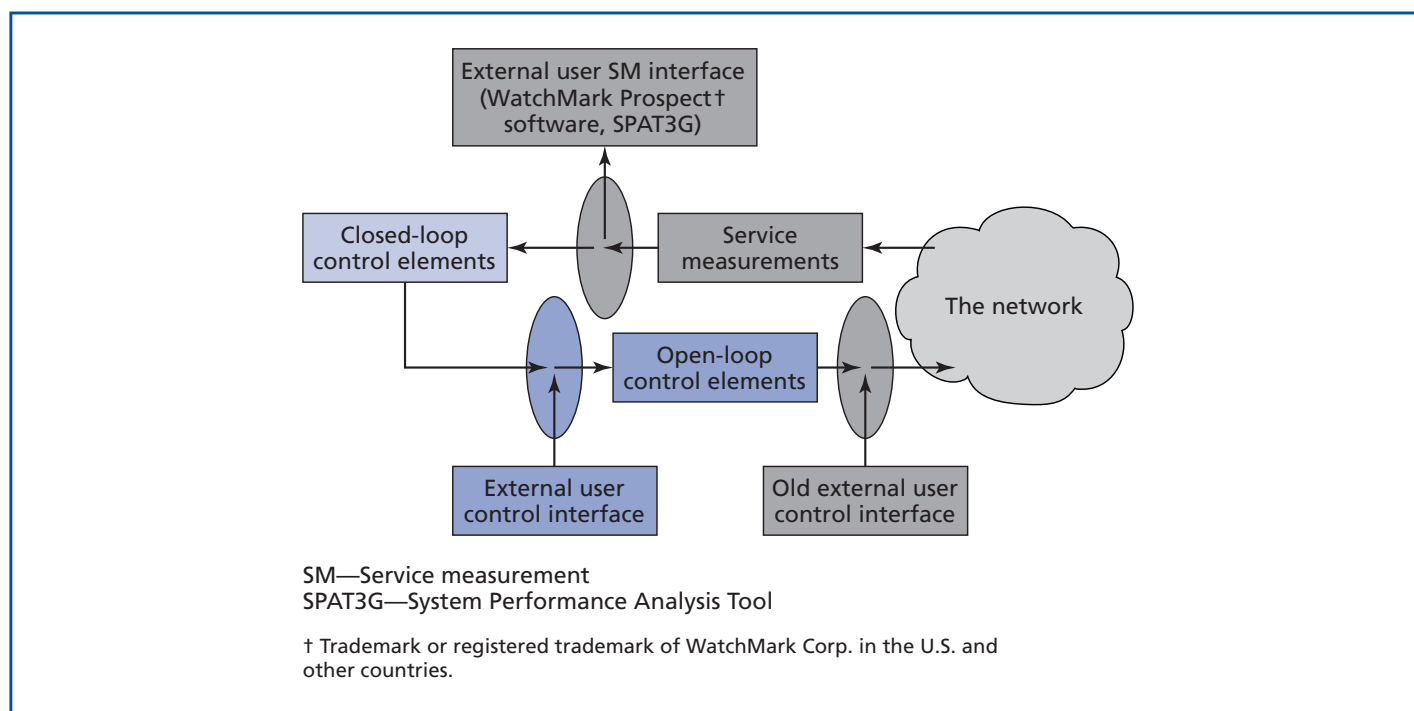 External user SM interface
(WatchMark Prospect†
software, SPAT3G)
Closed-loop
control elements
Service
measurements
The network
Open-loop
control elements
External user
control interface
Old external user
control interface
SM—Service measurement
SPAT3G—System Performance Analysis Tool
† Trademark or registered trademark of WatchMark Corp. in the U.S. and
other countries.